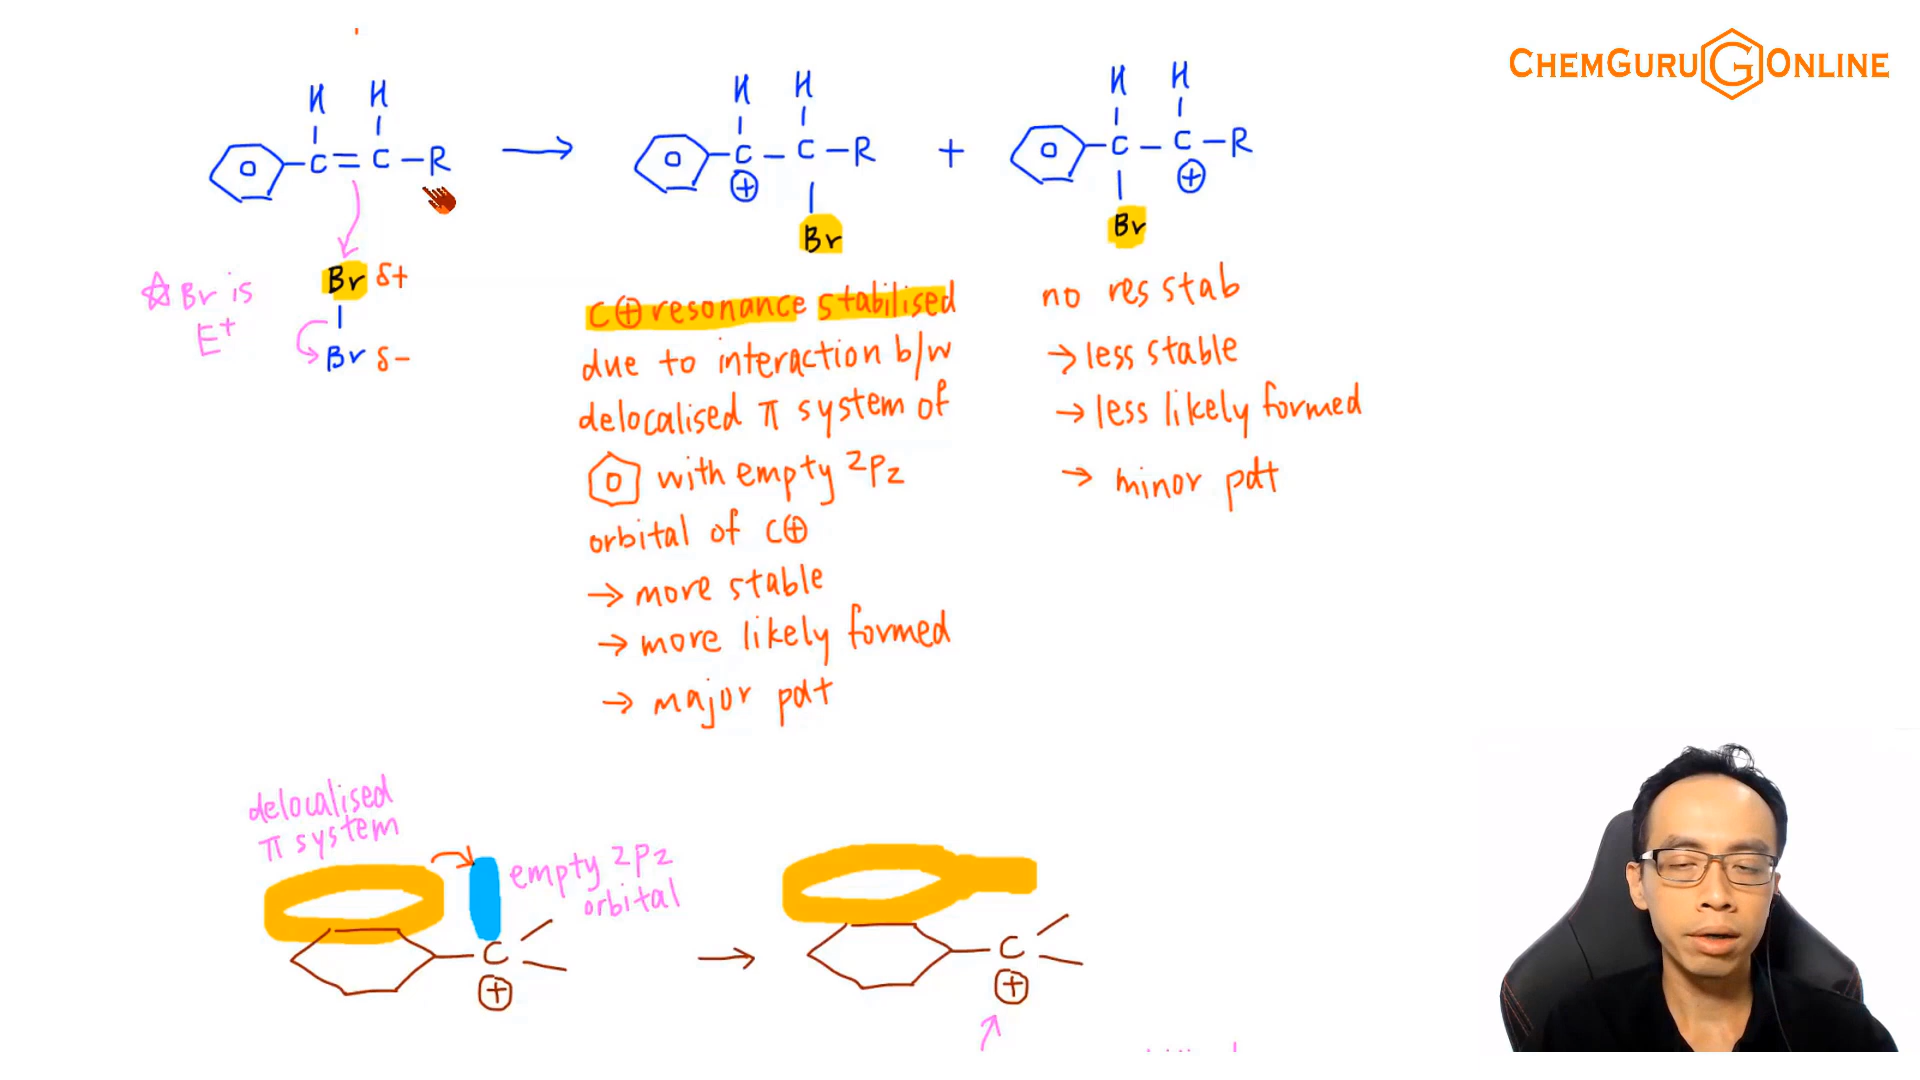 CHEMGURU G ONLINE
H H
C = C – R
H H
C – C – R
⊕
Br
+
H H
C – C – R
⊕
Br
☆ Br is
E+
Br δ+
Br δ−
C⊕ resonance stabilised
due to interaction b/w
delocalised π system of
with empty 2Pz
orbital of C⊕
→ more stable
→ more likely formed
→ major pdt
no res stab
→ less stable
→ less likely formed
→ minor pdt
delocalised
π system
empty 2Pz
orbital
C
⊕
C
⊕